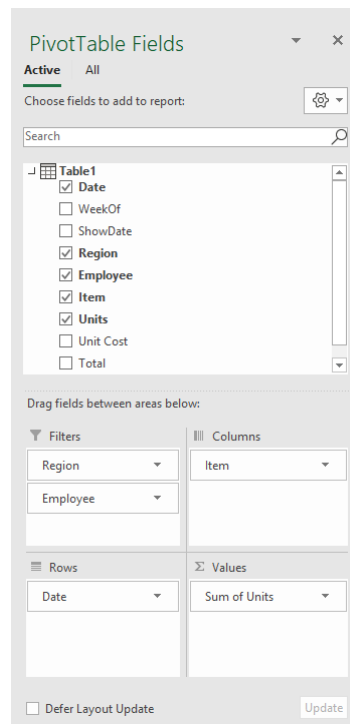 PivotTable Fields
Active All
Choose fields to add to report:
Search
Table1
Date
WeekOf
ShowDate
Region
Employee
Item
Units
Unit Cost
Total
Drag fields between areas below:
Filters
Region
Employee
Columns
Item
Rows
Date
Σ Values
Sum of Units
Defer Layout Update Update